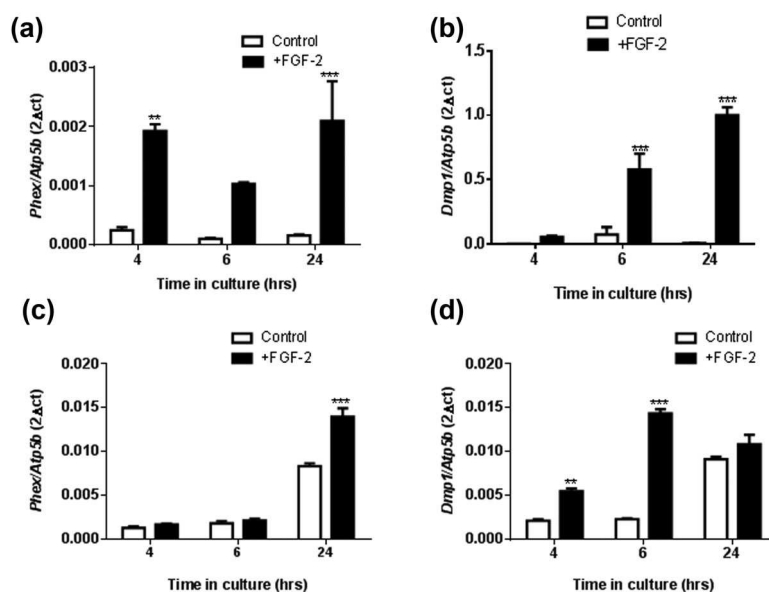 (a)
Control
+FGF-2
Phex/Atp5b (2Δct)
0.003
0.002
0.001
0.000
**
***
4 6 24
Time in culture (hrs)
(b)
Control
+FGF-2
Dmp1/Atp5b (2Δct)
1.5
1.0
0.5
0.0
***
***
4 6 24
Time in culture (hrs)
(c)
Control
+FGF-2
Phex/Atp5b (2Δct)
0.020
0.015
0.010
0.005
0.000
***
4 6 24
Time in culture (hrs)
(d)
Control
+FGF-2
Dmp1/Atp5b (2Δct)
0.020
0.015
0.010
0.005
0.000
**
***
4 6 24
Time in culture (hrs)